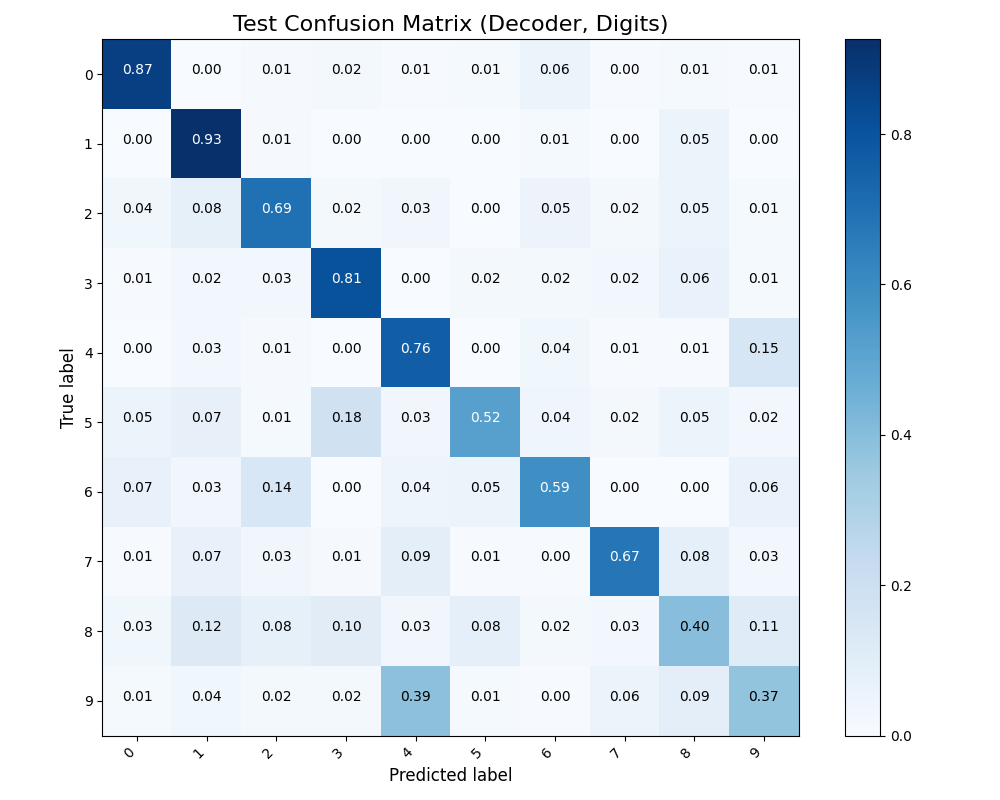 Test Confusion Matrix (Decoder, Digits)
0 0.87 0.00 0.01 0.02 0.01 0.01 0.06 0.00 0.01 0.01
1 0.00 0.93 0.01 0.00 0.00 0.00 0.01 0.00 0.05 0.00
2 0.04 0.08 0.69 0.02 0.03 0.00 0.05 0.02 0.05 0.01
3 0.01 0.02 0.03 0.81 0.00 0.02 0.02 0.02 0.06 0.01
4 0.00 0.03 0.01 0.00 0.76 0.00 0.04 0.01 0.01 0.15
5 0.05 0.07 0.01 0.18 0.03 0.52 0.04 0.02 0.05 0.02
6 0.07 0.03 0.14 0.00 0.04 0.05 0.59 0.00 0.00 0.06
7 0.01 0.07 0.03 0.01 0.09 0.01 0.00 0.67 0.08 0.03
8 0.03 0.12 0.08 0.10 0.03 0.08 0.02 0.03 0.40 0.11
9 0.01 0.04 0.02 0.02 0.39 0.01 0.00 0.06 0.09 0.37
0 1 2 3 4 5 6 7 8 9
Predicted label
True label
0.8
0.6
0.4
0.2
0.0